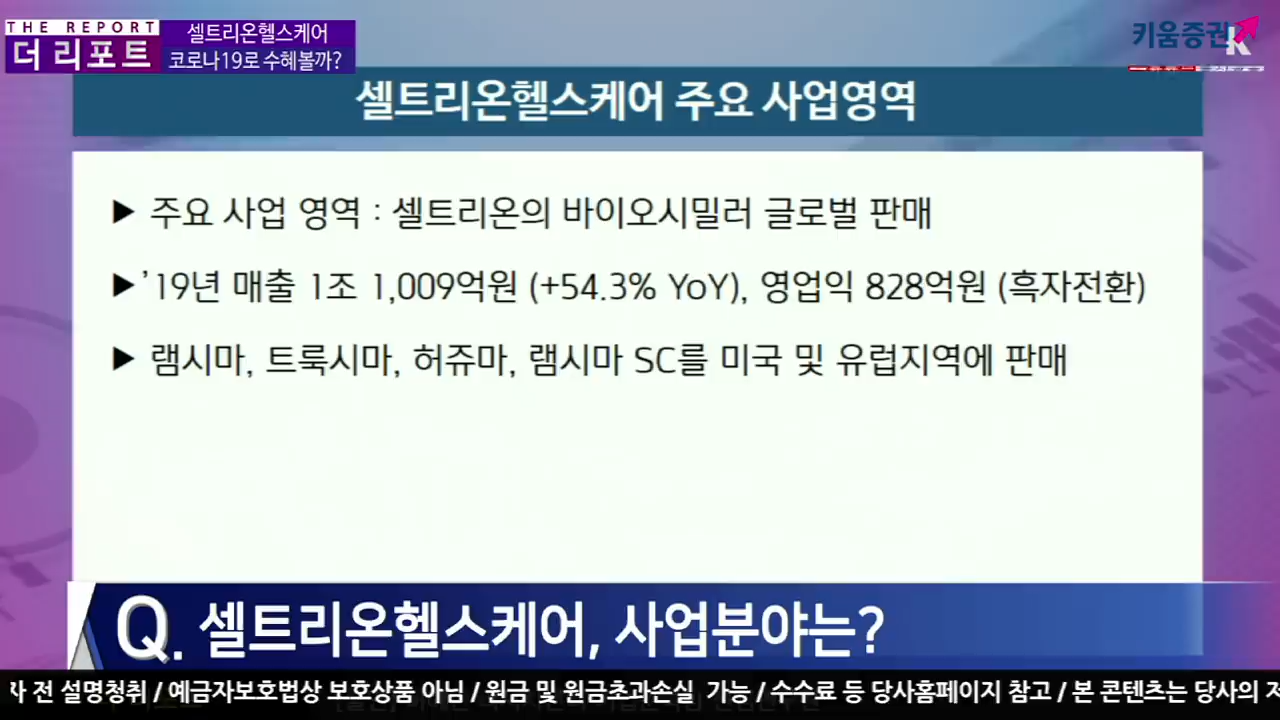 THE REPORT
더 리포트
셀트리온헬스케어
코로나19로 수혜볼까?
키움증권
K
셀트리온헬스케어 주요 사업영역
▶ 주요 사업 영역 : 셀트리온의 바이오시밀러 글로벌 판매
▶ ’19년 매출 1조 1,009억원 (+54.3% YoY), 영업익 828억원 (흑자전환)
▶ 램시마, 트룩시마, 허쥬마, 램시마 SC를 미국 및 유럽지역에 판매
Q. 셀트리온헬스케어, 사업분야는?
전 설명청취 / 예금자보호법상 보호상품 아님 / 원금 및 원금초과손실 가능 / 수수료 등 당사홈페이지 참고 / 본 콘텐츠는 당사의